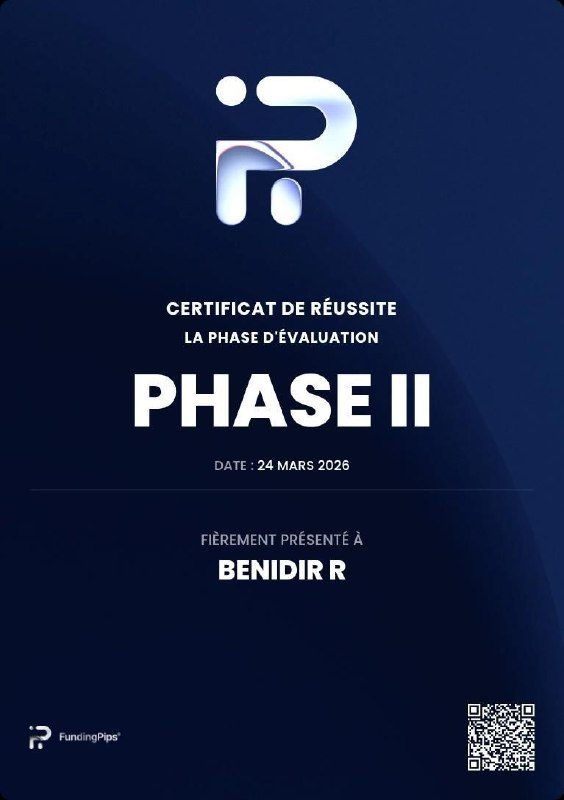 CERTIFICAT DE RÉUSSITE
LA PHASE D'ÉVALUATION
PHASE II
DATE : 24 MARS 2026
FIÈREMENT PRÉSENTÉ À
BENIDIR R
FundingPips®